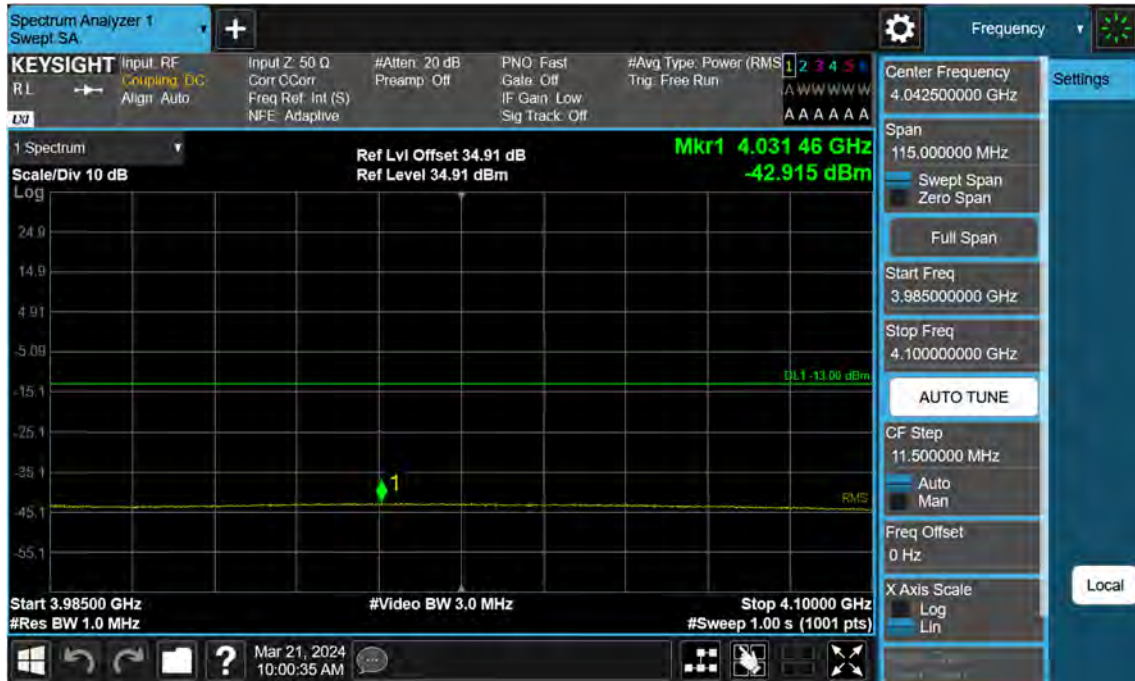 Spectrum Analyzer 1
Swept SA
Frequency
KEYSIGHT
RL
LXI
Input: RF
Coupling: DC
Align: Auto
Input Z: 50 Ω
Corr CCorr
Freq Ref: Int (S)
NFE: Adaptive
#Atten: 20 dB
Preamp: Off
PNO: Fast
Gate: Off
IF Gain: Low
Sig Track: Off
#Avg Type: Power (RMS
Trig: Free Run
1 2 3 4 5 6
A W W W W W
A A A A A A
1 Spectrum
Scale/Div 10 dB
Ref Lvl Offset 34.91 dB
Ref Level 34.91 dBm
Mkr1 4.031 46 GHz
-42.915 dBm
Log
24.9
14.9
4.91
-5.09
-15.1
-25.1
-35.1
-45.1
-55.1
DL1 -13.00 dBm
1
RMS
Start 3.98500 GHz
#Res BW 1.0 MHz
#Video BW 3.0 MHz
Stop 4.10000 GHz
#Sweep 1.00 s (1001 pts)
Center Frequency
4.042500000 GHz
Settings
Span
115.000000 MHz
Swept Span
Zero Span
Full Span
Start Freq
3.985000000 GHz
Stop Freq
4.100000000 GHz
AUTO TUNE
CF Step
11.500000 MHz
Auto
Man
Freq Offset
0 Hz
X Axis Scale
Log
Lin
Local
?
Mar 21, 2024
10:00:35 AM